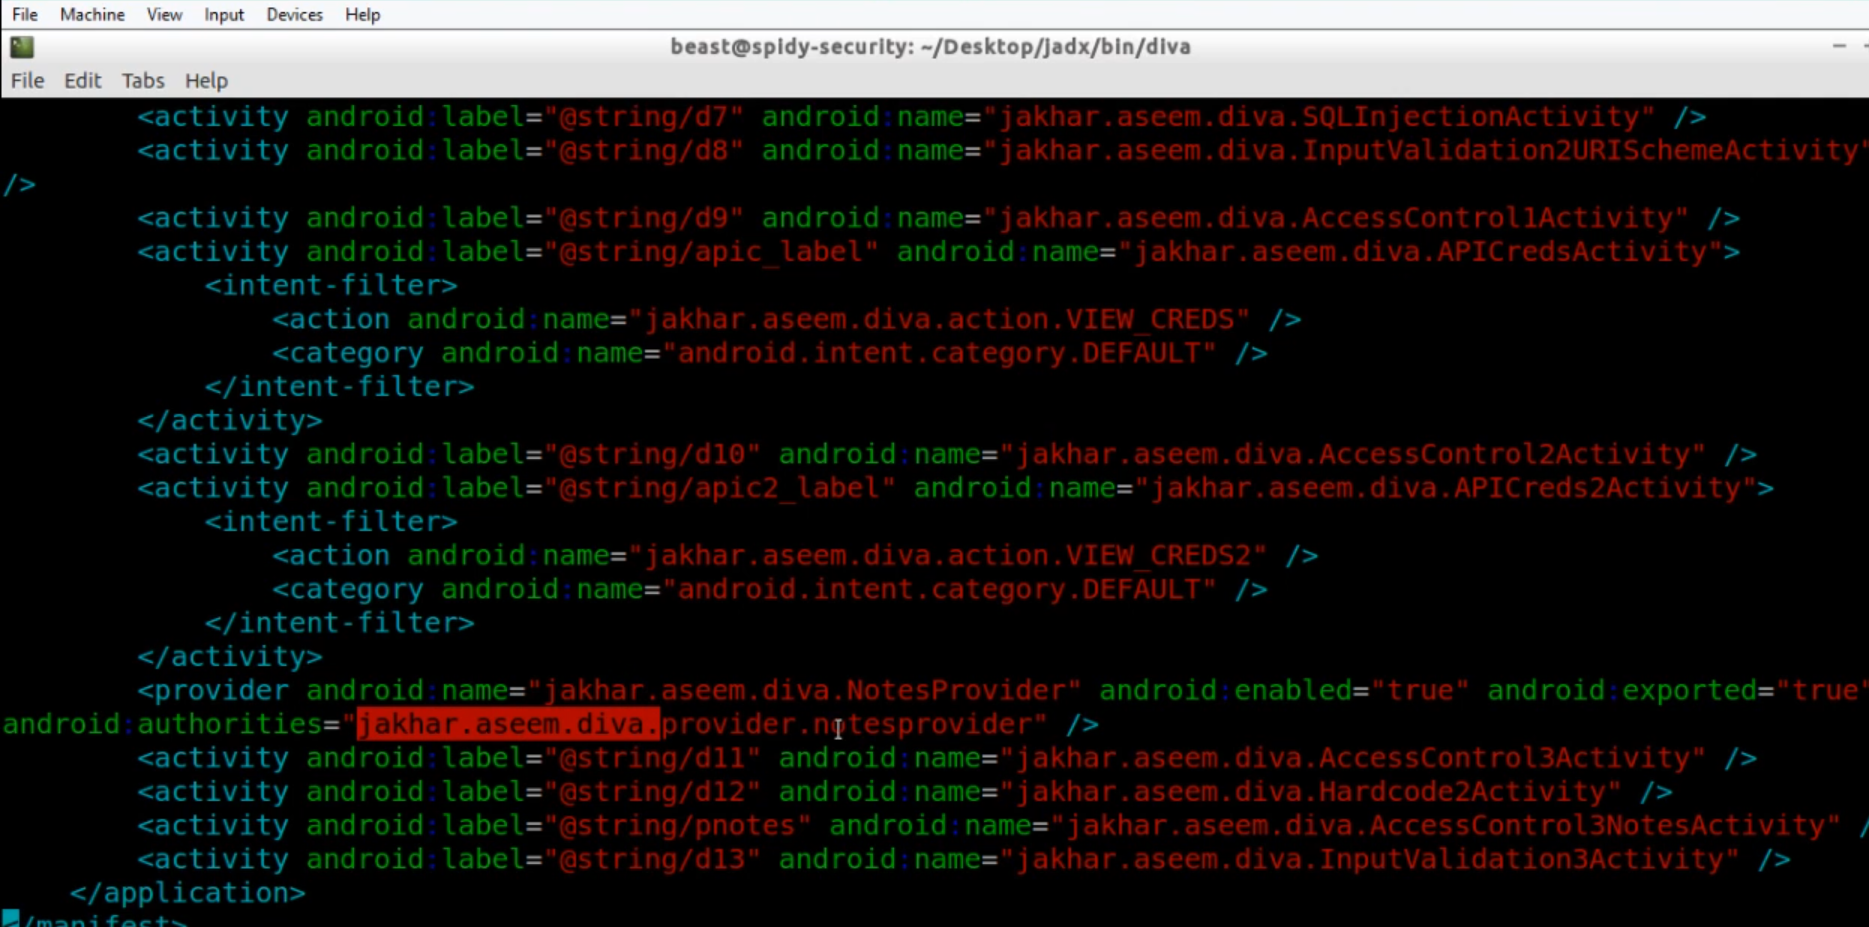 File Machine View Input Devices Help
beast@spidy-security: ~/Desktop/jadx/bin/diva
File Edit Tabs Help
<activity android:label="@string/d7" android:name="jakhar.aseem.diva.SQLInjectionActivity" />
<activity android:label="@string/d8" android:name="jakhar.aseem.diva.InputValidation2URISchemeActivity"
/>
<activity android:label="@string/d9" android:name="jakhar.aseem.diva.AccessControl1Activity" />
<activity android:label="@string/apic_label" android:name="jakhar.aseem.diva.APICredsActivity">
<intent-filter>
<action android:name="jakhar.aseem.diva.action.VIEW_CREDS" />
<category android:name="android.intent.category.DEFAULT" />
</intent-filter>
</activity>
<activity android:label="@string/d10" android:name="jakhar.aseem.diva.AccessControl2Activity" />
<activity android:label="@string/apic2_label" android:name="jakhar.aseem.diva.APICreds2Activity">
<intent-filter>
<action android:name="jakhar.aseem.diva.action.VIEW_CREDS2" />
<category android:name="android.intent.category.DEFAULT" />
</intent-filter>
</activity>
<provider android:name="jakhar.aseem.diva.NotesProvider" android:enabled="true" android:exported="true"
android:authorities="jakhar.aseem.diva.provider.notesprovider" />
<activity android:label="@string/d11" android:name="jakhar.aseem.diva.AccessControl3Activity" />
<activity android:label="@string/d12" android:name="jakhar.aseem.diva.Hardcode2Activity" />
<activity android:label="@string/pnotes" android:name="jakhar.aseem.diva.AccessControl3NotesActivity" /
<activity android:label="@string/d13" android:name="jakhar.aseem.diva.InputValidation3Activity" />
</application>
</manifest>